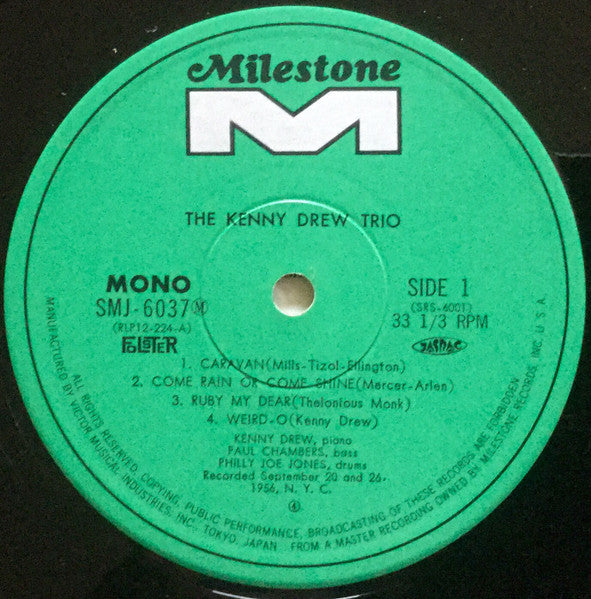 Milestone
M
THE KENNY DREW TRIO
MONO
SMJ-6037 Ⓜ
(RLP12-224-A)
SIDE 1
(SRS-6001)
33 1/3 RPM
JASRAC
1. CARAVAN(Mills-Tizol-Ellington)
2. COME RAIN OR COME SHINE(Mercer-Arlen)
3. RUBY MY DEAR(Thelonious Monk)
4. WEIRD-O(Kenny Drew)
KENNY DREW, piano
PAUL CHAMBERS, bass
PHILLY JOE JONES, drums
Recorded September 20 and 26,
1956, N. Y. C.
④
MANUFACTURED BY VICTOR MUSICAL INDUSTRIES, INC. TOKYO, JAPAN FROM A MASTER RECORDING OWNED BY MILESTONE RECORDS, INC. U. S. A.
ALL RIGHTS RESERVED. COPYING, PUBLIC PERFORMANCE, BROADCASTING OF THESE RECORDS ARE FORBIDDEN